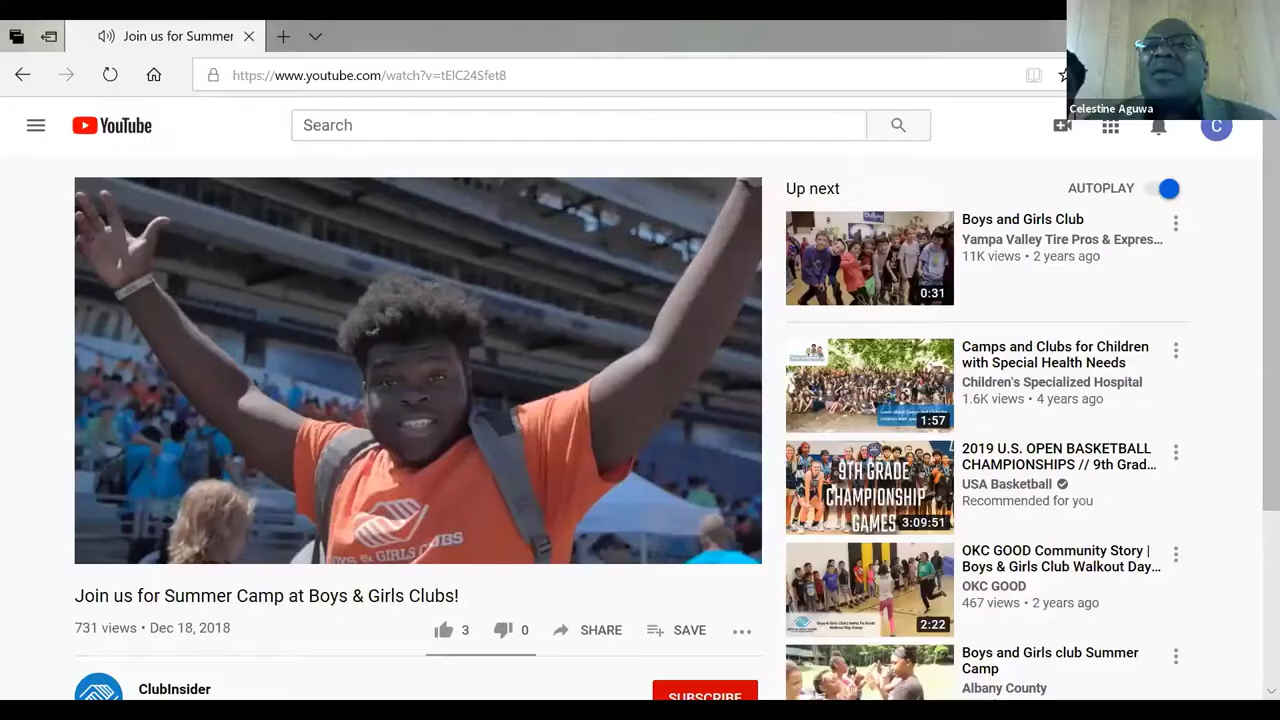 Join us for Summer
https://www.youtube.com/watch?v=tElC24Sfet8
Celestine Aguwa
YouTube
Search
C
Up next
AUTOPLAY
Boys and Girls Club
Yampa Valley Tire Pros & Expres...
11K views • 2 years ago
0:31
Camps and Clubs for Children
with Special Health Needs
Children's Specialized Hospital
1.6K views • 4 years ago
1:57
2019 U.S. OPEN BASKETBALL
CHAMPIONSHIPS // 9th Grad...
USA Basketball
Recommended for you
9TH GRADE
CHAMPIONSHIP
GAMES
3:09:51
OKC GOOD Community Story |
Boys & Girls Club Walkout Day...
OKC GOOD
467 views • 2 years ago
2:22
Boys and Girls club Summer
Camp
Albany County
BOYS & GIRLS CLUBS
Join us for Summer Camp at Boys & Girls Clubs!
731 views • Dec 18, 2018
3
0
SHARE
SAVE
ClubInsider
SUBSCRIBE